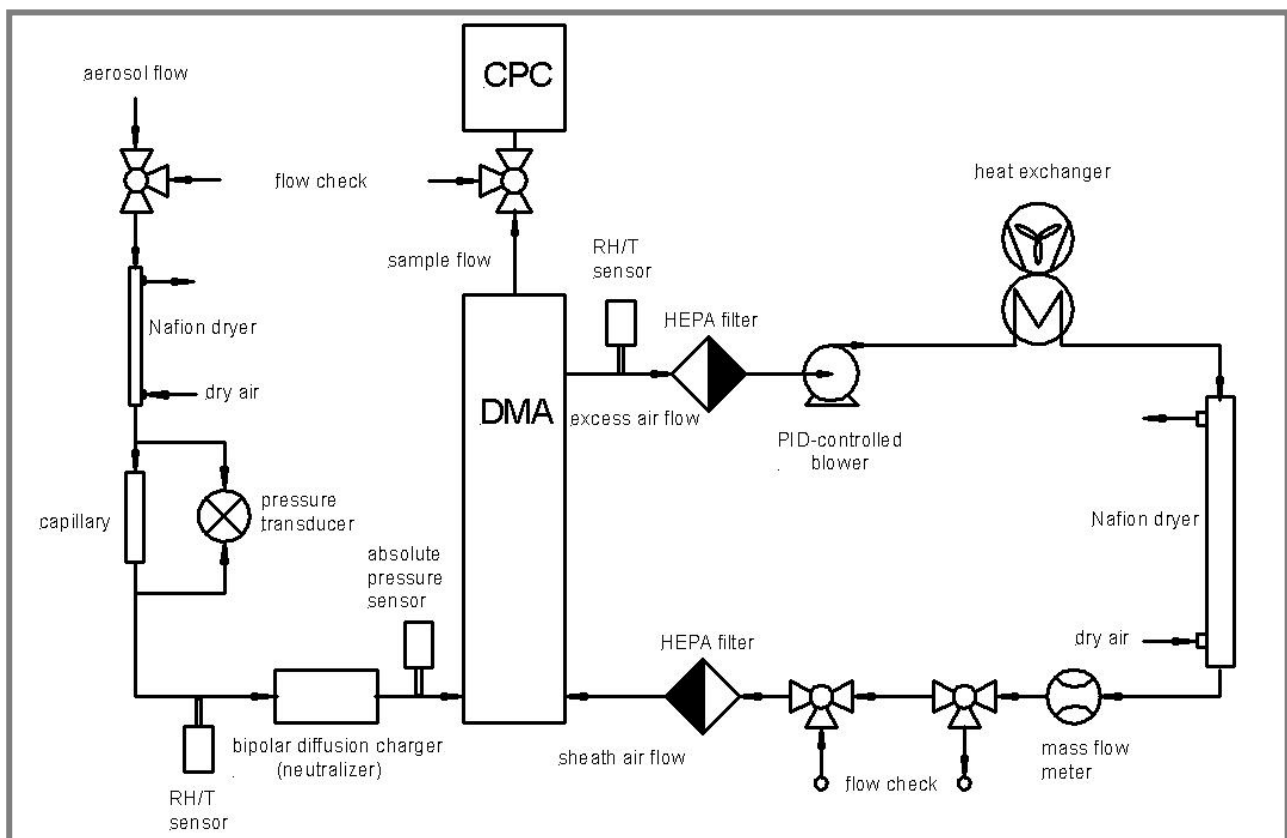 aerosol flow
CPC
flow check
heat exchanger
sample flow
RH/T
sensor
HEPA filter
Nafion dryer
dry air
DMA
excess air flow
PID-controlled
blower
capillary
pressure
transducer
Nafion dryer
absolute
pressure
sensor
HEPA filter
dry air
bipolar diffusion charger
(neutralizer)
sheath air flow
mass flow
meter
flow check
RH/T
sensor